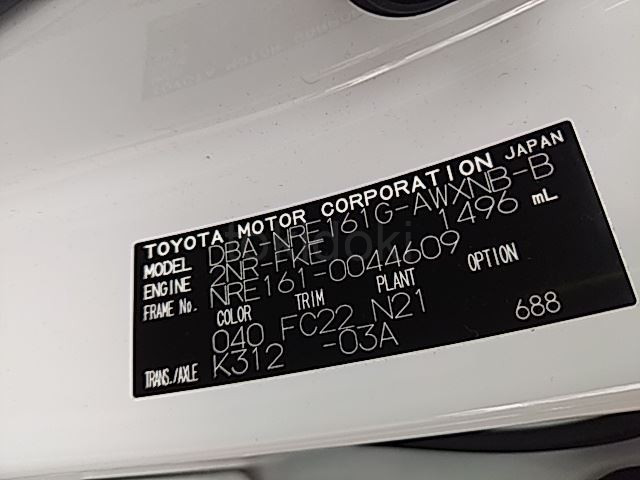 TOYOTA MOTOR CORPORATION JAPAN
MODEL DBA-NRE161G-AWXNB-B
ENGINE 2NR-FKE 1496 mL
FRAME No. NRE161-0044609
COLOR TRIM PLANT OPTION
040 FC22 N21
TRANS./AXLE K312 -03A 688